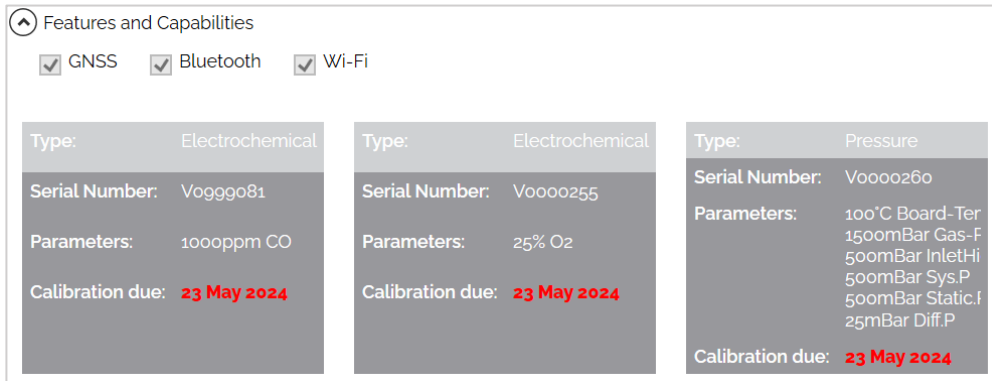 Features and Capabilities
GNSS Bluetooth Wi-Fi
Type: Electrochemical
Serial Number: V0999081
Parameters: 1000ppm CO
Calibration due: 23 May 2024
Type: Electrochemical
Serial Number: V0000255
Parameters: 25% O2
Calibration due: 23 May 2024
Type: Pressure
Serial Number: V0000260
Parameters: 100°C Board-Ter
1500mBar Gas-P
500mBar InletHi
500mBar Sys.P
500mBar Static.P
25mBar Diff.P
Calibration due: 23 May 2024